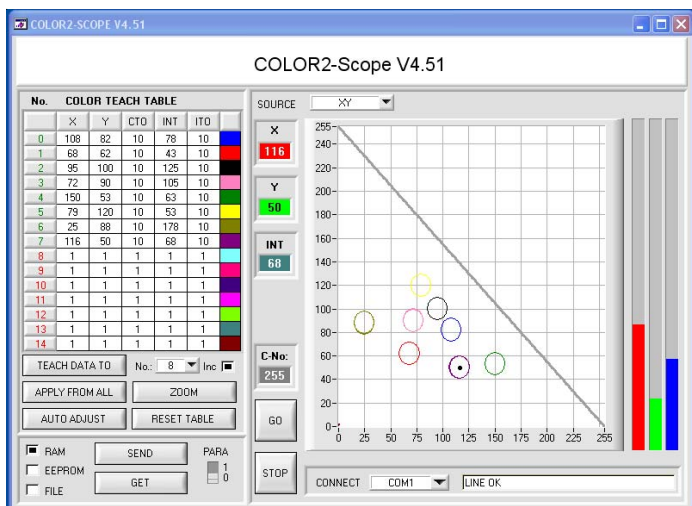 COLOR2-SCOPE V4.51
COLOR2-Scope V4.51
No. COLOR TEACH TABLE
X Y CTO INT ITO
0 108 82 10 78 10
1 68 62 10 43 10
2 95 100 10 125 10
3 72 90 10 105 10
4 150 53 10 63 10
5 79 120 10 53 10
6 25 88 10 178 10
7 116 50 10 68 10
8 1 1 1 1 1
9 1 1 1 1 1
10 1 1 1 1 1
11 1 1 1 1 1
12 1 1 1 1 1
13 1 1 1 1 1
14 1 1 1 1 1
TEACH DATA TO No.: 8 Inc
APPLY FROM ALL ZOOM
AUTO ADJUST RESET TABLE
RAM
EEPROM
FILE
SEND
GET
PARA
1
0
SOURCE XY
X
116
Y
50
INT
68
C-No:
255
GO
STOP
255
220
200
180
160
140
120
100
80
60
40
20
0
0 25 50 75 100 125 150 175 200 225 255
CONNECT COM1 LINE OK